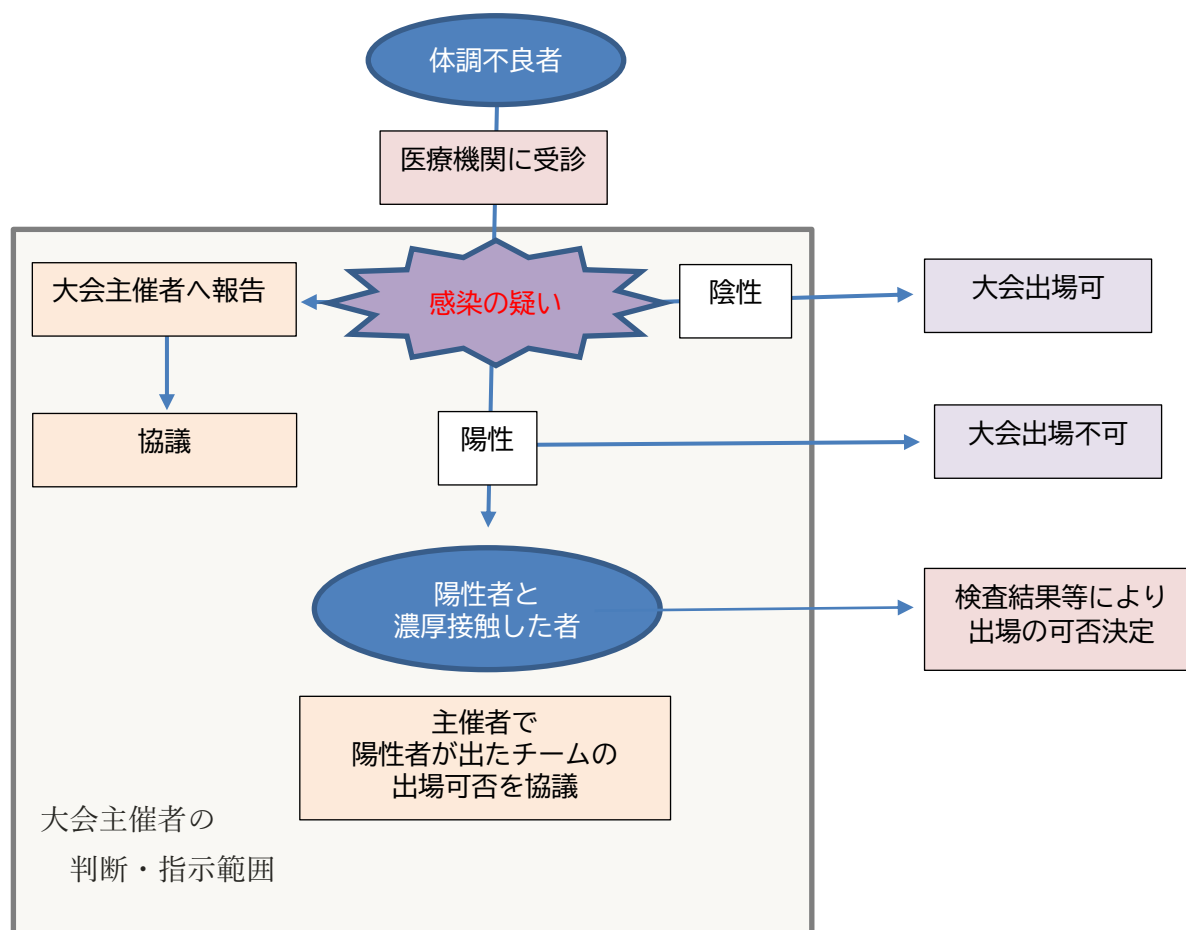 体調不良者
医療機関に受診
大会主催者へ報告
感染の疑い
陰性
大会出場可
協議
陽性
大会出場不可
陽性者と
濃厚接触した者
検査結果等により
出場の可否決定
主催者で
陽性者が出たチームの
出場可否を協議
大会主催者の
判断・指示範囲